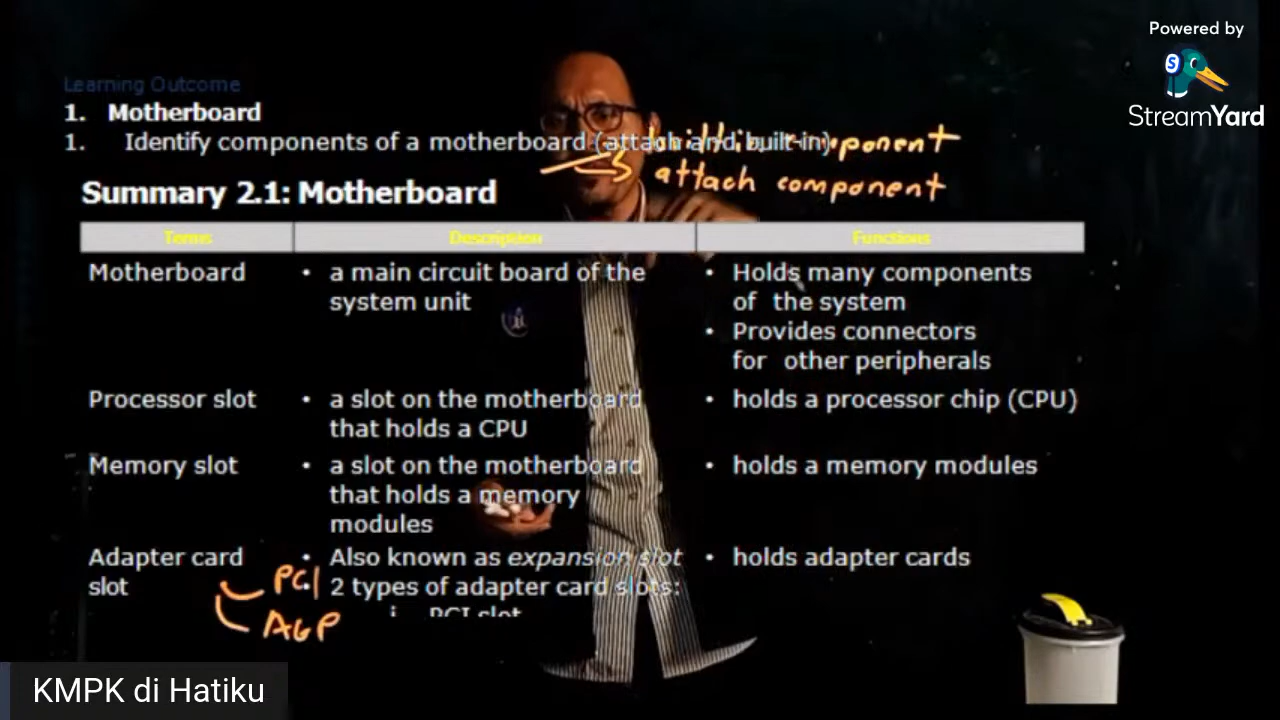 Powered by
StreamYard
Learning Outcome
1. Motherboard
1. Identify components of a motherboard (attach and built-in)
component
attach component
Summary 2.1: Motherboard
Terms Description Functions
Motherboard • a main circuit board of the system unit • Holds many components of the system
• Provides connectors for other peripherals
Processor slot • a slot on the motherboard that holds a CPU • holds a processor chip (CPU)
Memory slot • a slot on the motherboard that holds a memory modules • holds a memory modules
Adapter card slot • Also known as expansion slot • holds adapter cards
2 types of adapter card slots:
i. PCI slot
PCI
AGP
KMPK di Hatiku